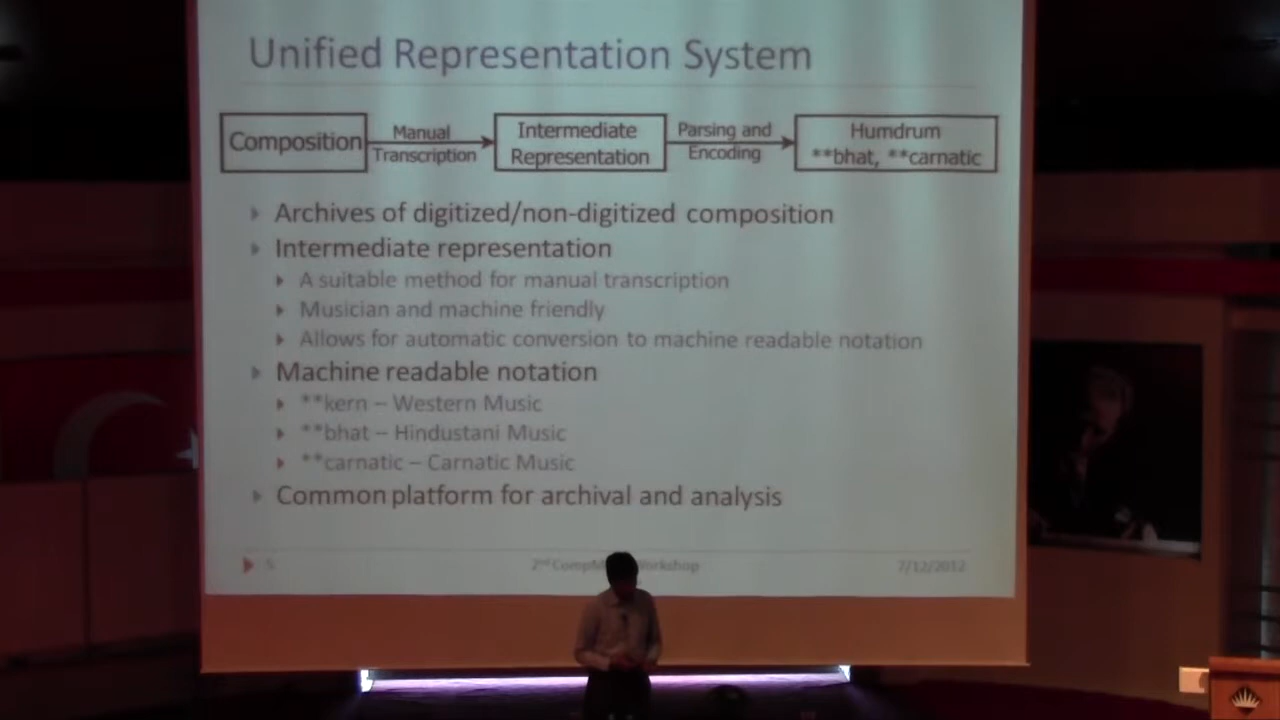 Unified Representation System
Composition
Manual
Transcription
Intermediate
Representation
Parsing and
Encoding
Humdrum
**bhat, **carnatic
Archives of digitized/non-digitized composition
Intermediate representation
A suitable method for manual transcription
Musician and machine friendly
Allows for automatic conversion to machine readable notation
Machine readable notation
**kern – Western Music
**bhat – Hindustani Music
**carnatic – Carnatic Music
Common platform for archival and analysis
5
2nd Workshop
7/12/2012